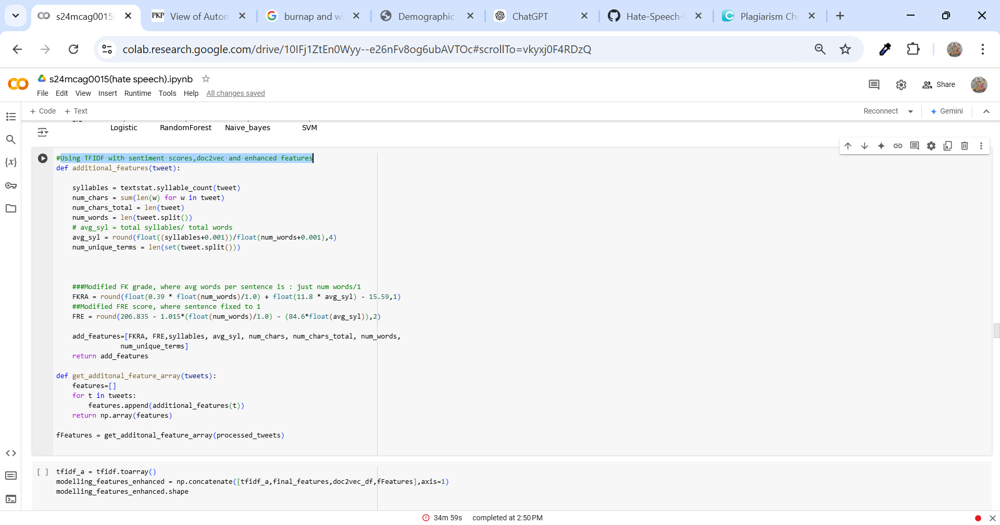 s24mcag0015
View of Autom
burnap and wi
Demographic
ChatGPT
Hate-Speech-
Plagiarism Ch
colab.research.google.com/drive/10IFj1ZtEn0Wyy--e26nFv8og6ubAVTOc#scrollTo=vkyxj0F4RDzQ
s24mcag0015(hate speech).ipynb
File Edit View Insert Runtime Tools Help All changes saved
Share
+ Code + Text
Reconnect
Gemini
Logistic RandomForest Naive_bayes SVM
#Using TFIDF with sentiment scores,doc2vec and enhanced features
def additional_features(tweet):
syllables = textstat.syllable_count(tweet)
num_chars = sum(len(w) for w in tweet)
num_chars_total = len(tweet)
num_words = len(tweet.split())
# avg_syl = total syllables/ total words
avg_syl = round(float((syllables+0.001))/float(num_words+0.001),4)
num_unique_terms = len(set(tweet.split()))
###Modified FK grade, where avg words per sentence is : just num words/1
FKRA = round(float(0.39 * float(num_words)/1.0) + float(11.8 * avg_syl) - 15.59,1)
##Modified FRE score, where sentence fixed to 1
FRE = round(206.835 - 1.015*(float(num_words)/1.0) - (84.6*float(avg_syl)),2)
add_features=[FKRA, FRE,syllables, avg_syl, num_chars, num_chars_total, num_words,
num_unique_terms]
return add_features
def get_additonal_feature_array(tweets):
features=[]
for t in tweets:
features.append(additional_features(t))
return np.array(features)
fFeatures = get_additonal_feature_array(processed_tweets)
[ ] tfidf_a = tfidf.toarray()
modelling_features_enhanced = np.concatenate([tfidf_a,final_features,doc2vec_df,fFeatures],axis=1)
modelling_features_enhanced.shape
34m 59s completed at 2:50 PM